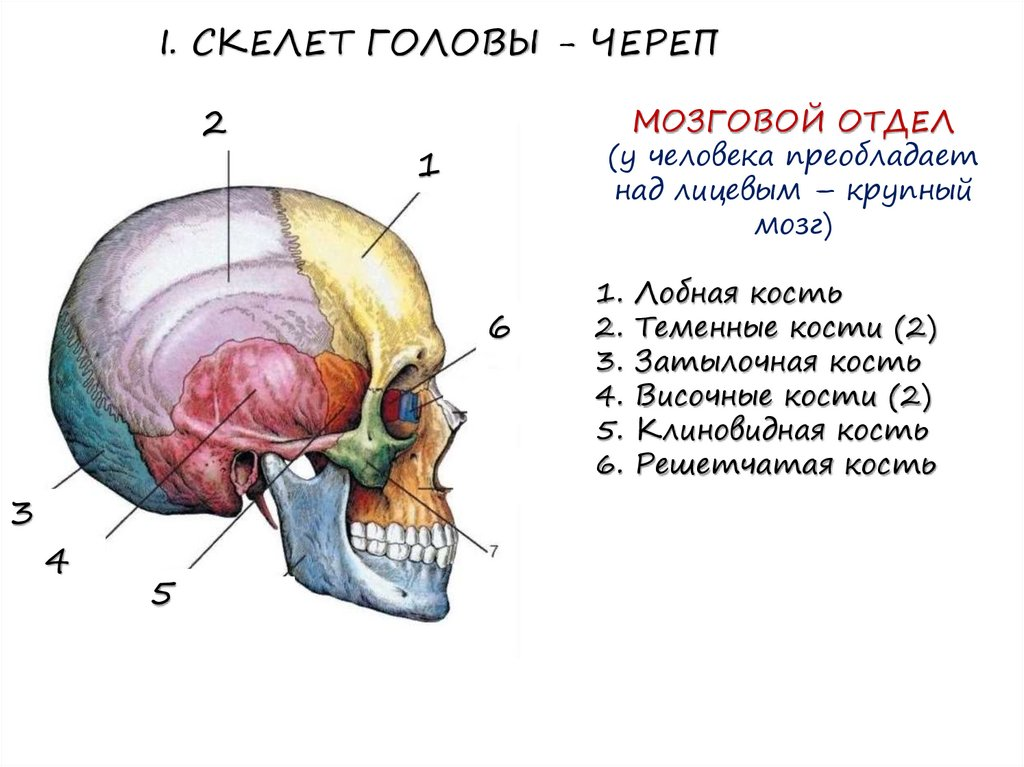 I. СКЕЛЕТ ГОЛОВЫ - ЧЕРЕП
2
1
6
3
4
5
7
МОЗГОВОЙ ОТДЕЛ
(у человека преобладает
над лицевым – крупный
мозг)
1. Лобная кость
2. Теменные кости (2)
3. Затылочная кость
4. Височные кости (2)
5. Клиновидная кость
6. Решетчатая кость